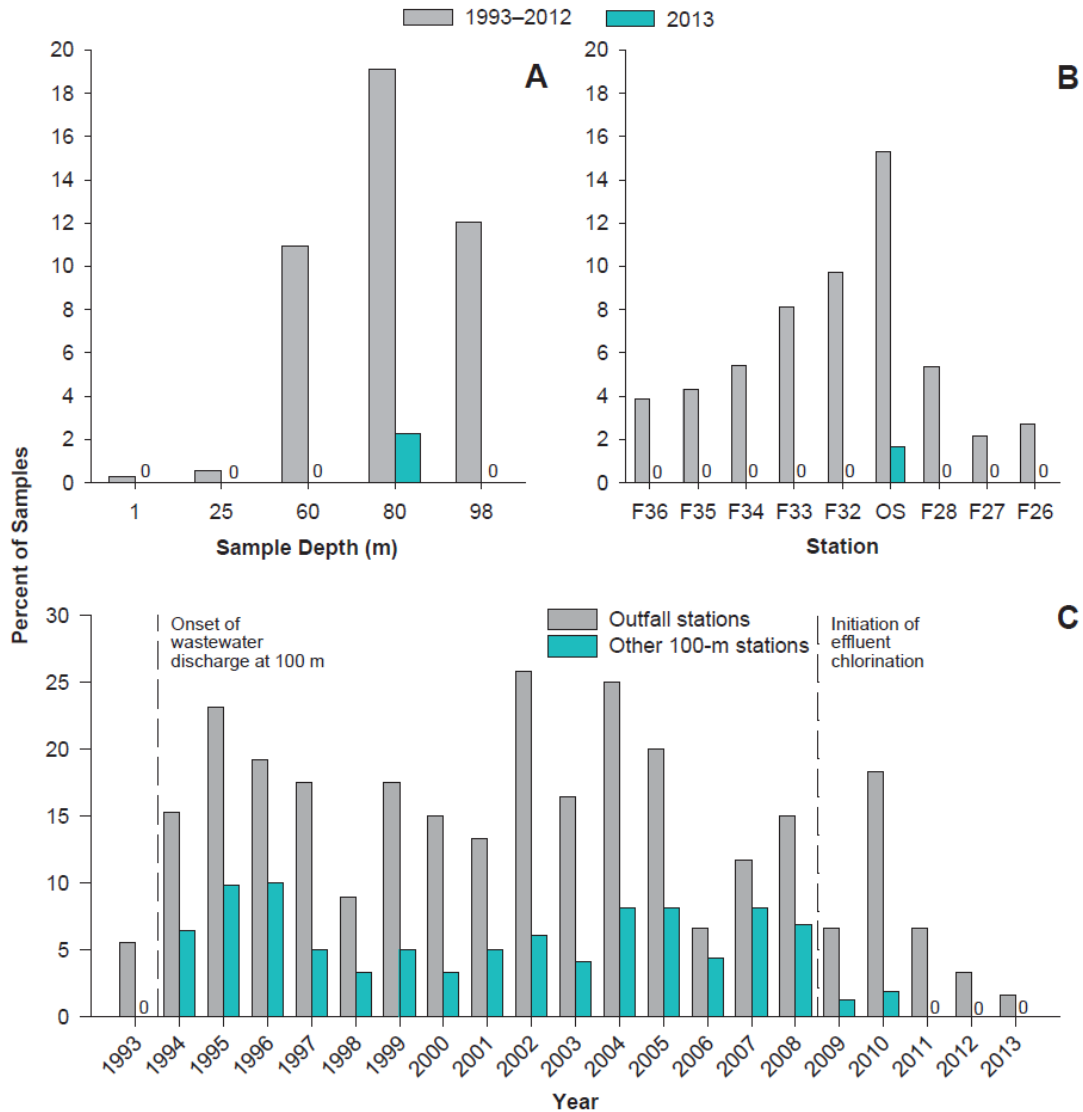 1993–2012 2013
A
20
18
16
14
12
10
8
6
4
2
0
0 0 0 0
1 25 60 80 98
Sample Depth (m)
B
20
18
16
14
12
10
8
6
4
2
0
0 0 0 0 0 0 0 0
F36 F35 F34 F33 F32 OS F28 F27 F26
Station
Percent of Samples
C
30
25
20
15
10
5
0
Onset of
wastewater
discharge at 100 m
Outfall stations
Other 100-m stations
Initiation of
effluent
chlorination
0 0 0 0
1993 1994 1995 1996 1997 1998 1999 2000 2001 2002 2003 2004 2005 2006 2007 2008 2009 2010 2011 2012 2013
Year